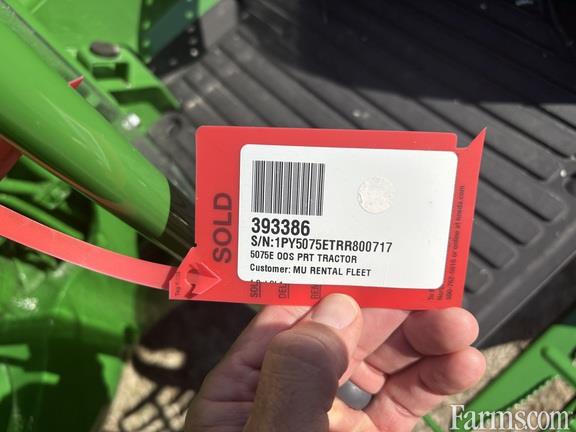 SOLD
393386
S/N:1PY5075ETRR800717
5075E OOS PRT TRACTOR
Customer: MU RENTAL FLEET
Farms.com